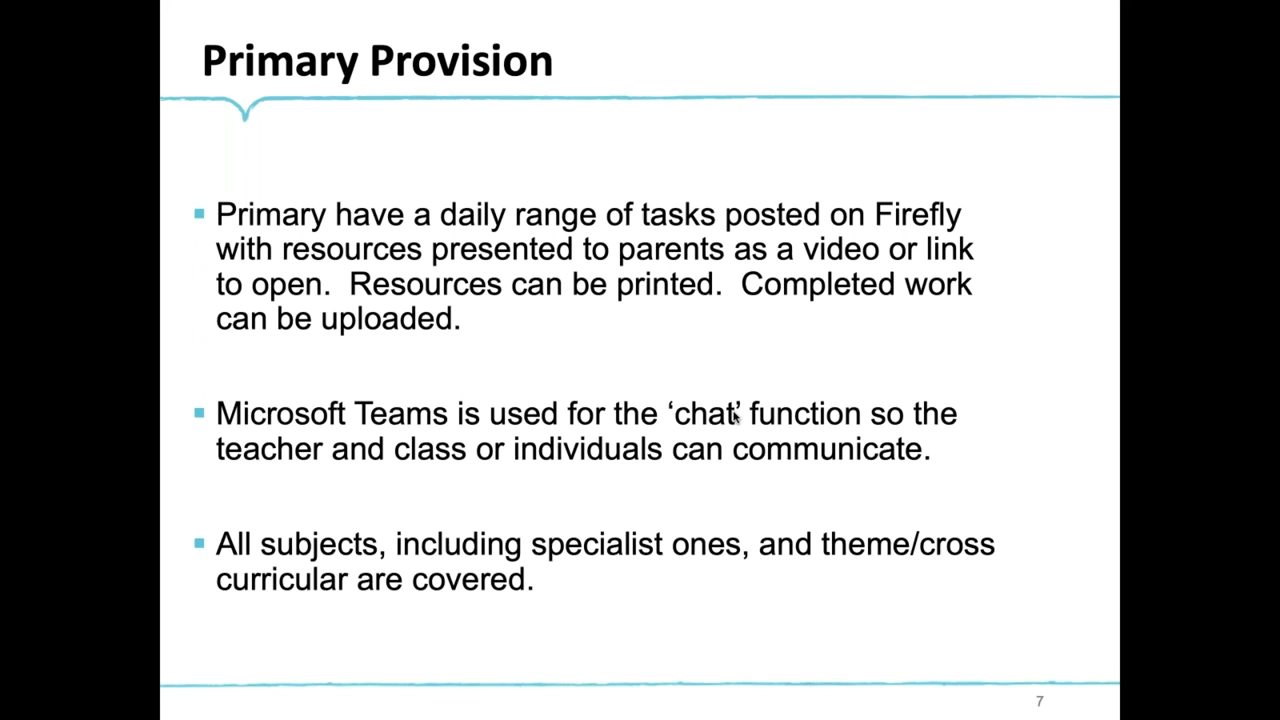 Primary Provision
Primary have a daily range of tasks posted on Firefly
with resources presented to parents as a video or link
to open.  Resources can be printed.  Completed work
can be uploaded.
Microsoft Teams is used for the ‘chat’ function so the
teacher and class or individuals can communicate.
All subjects, including specialist ones, and theme/cross
curricular are covered.
7